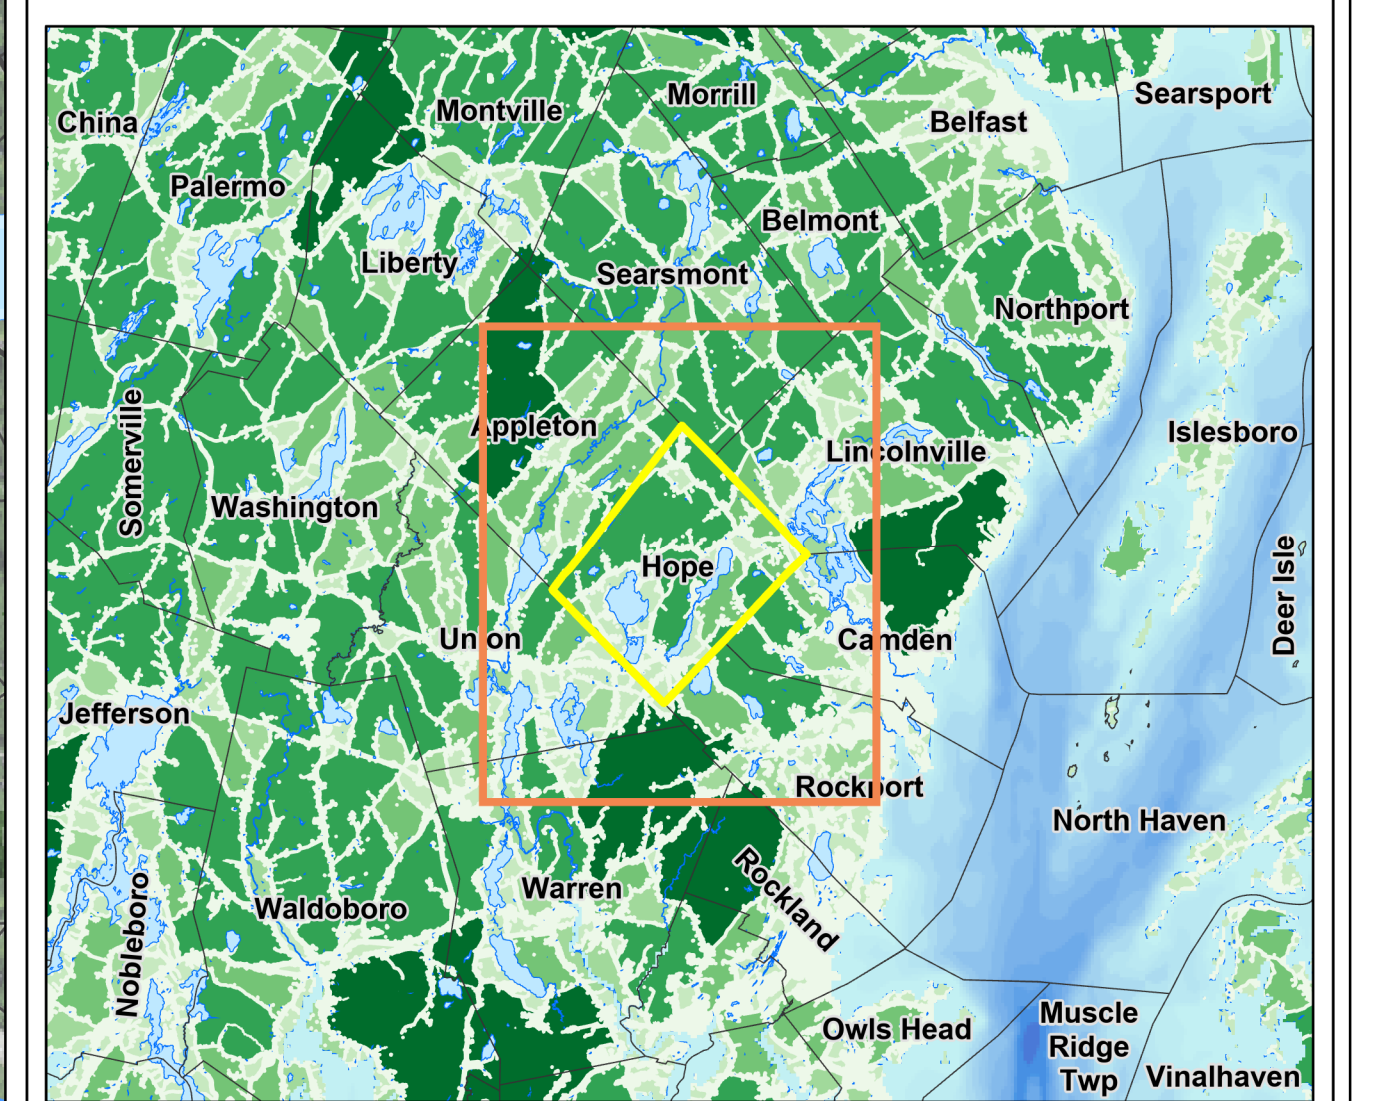 Searsport
Morrill
Montville
China
Belfast
Palermo
Belmont
Liberty
Searsmont
Northport
Appleton
Islesboro
Lincolnville
Somerville
Washington
Hope
Deer Isle
Union
Camden
Jefferson
Rockport
North Haven
Warren
Rockland
Waldoboro
Nobleboro
Owls Head
Muscle
Ridge
Twp
Vinalhaven